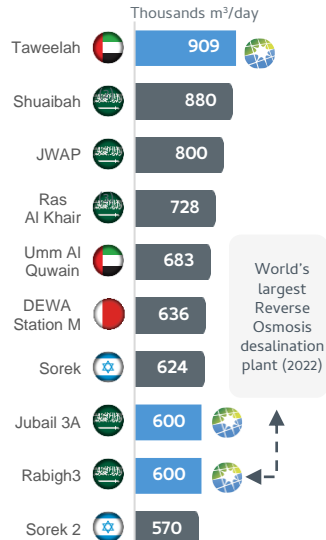 Thousands m³/day
Taweelah
909
Shuaibah
880
JWAP
800
Ras
Al Khair
728
Umm Al
Quwain
683
World's
largest
Reverse
Osmosis
desalination
plant (2022)
DEWA
Station M
636
Sorek
624
Jubail 3A
600
Rabigh3
600
Sorek 2
570